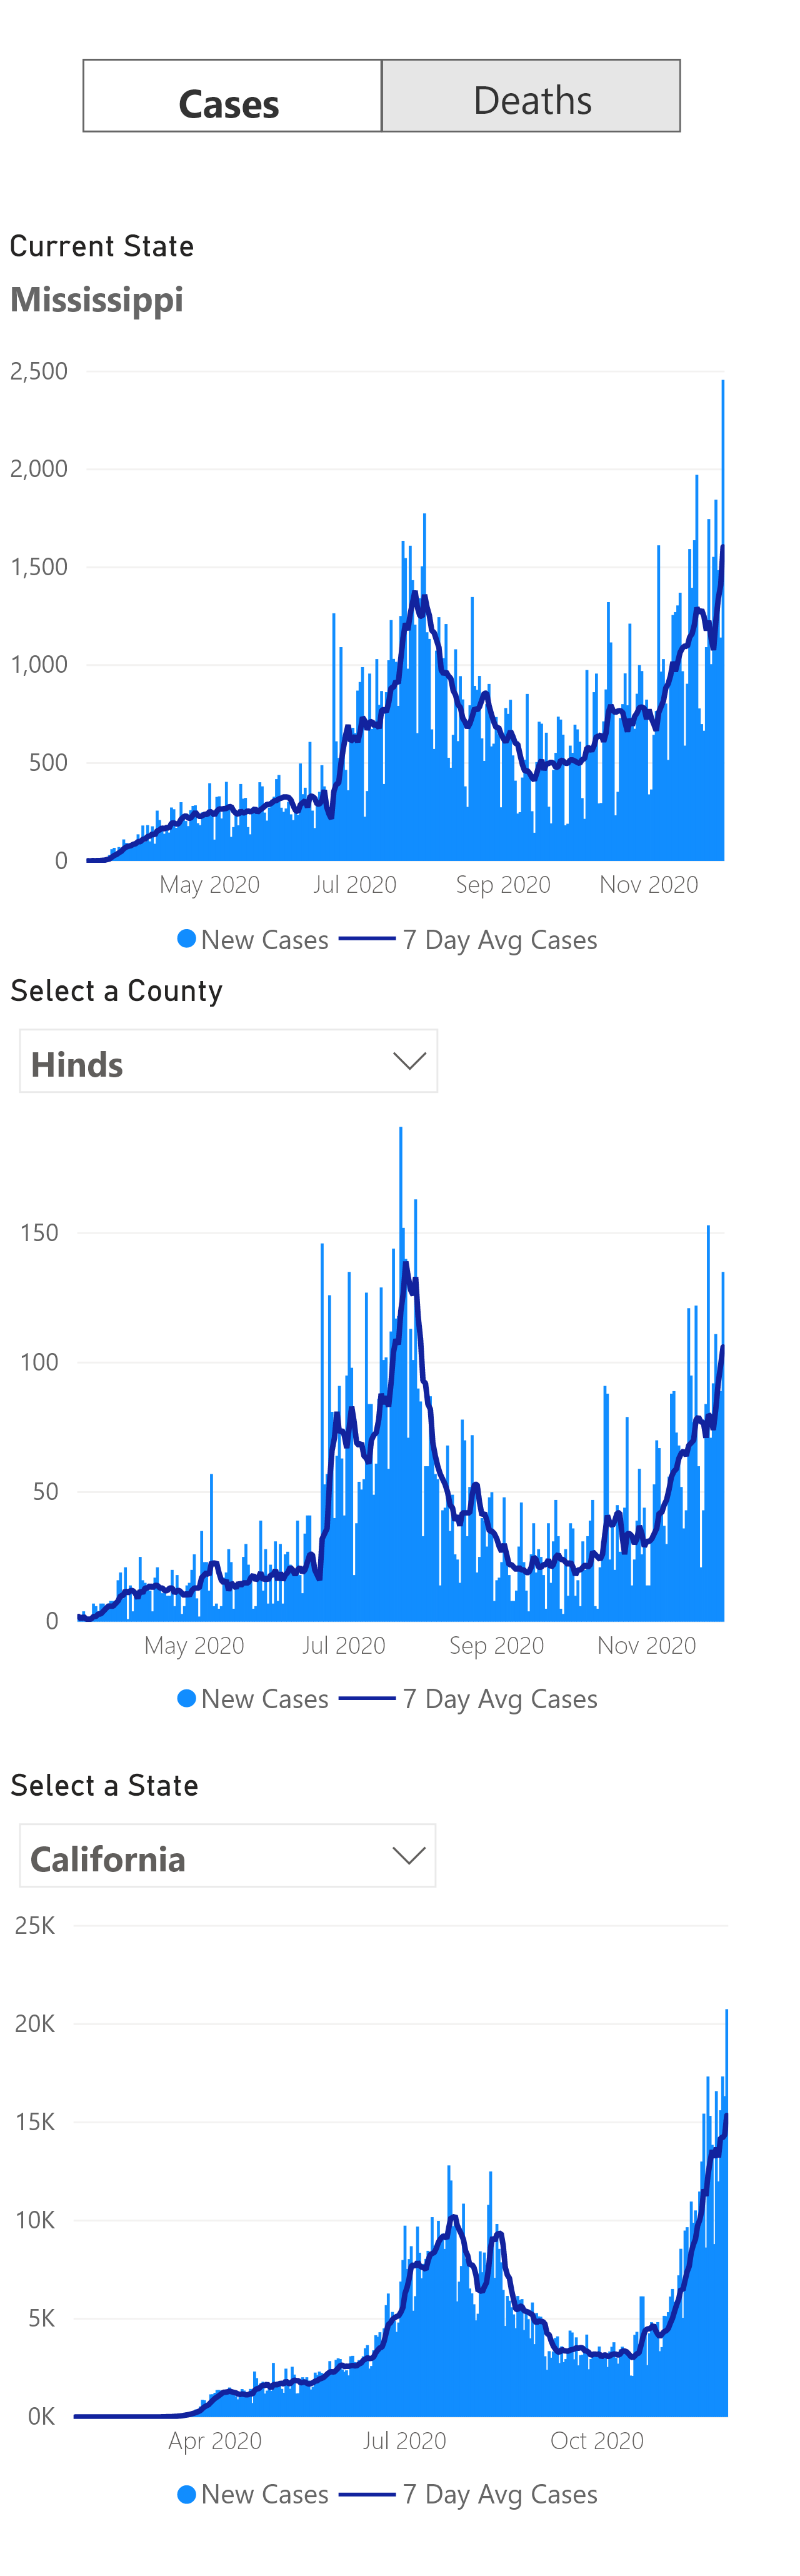 Cases Deaths
Current State
Mississippi
2,500
2,000
1,500
1,000
500
0
May 2020 Jul 2020 Sep 2020 Nov 2020
New Cases 7 Day Avg Cases
Select a County
Hinds
150
100
50
0
May 2020 Jul 2020 Sep 2020 Nov 2020
New Cases 7 Day Avg Cases
Select a State
California
25K
20K
15K
10K
5K
0K
Apr 2020 Jul 2020 Oct 2020
New Cases 7 Day Avg Cases